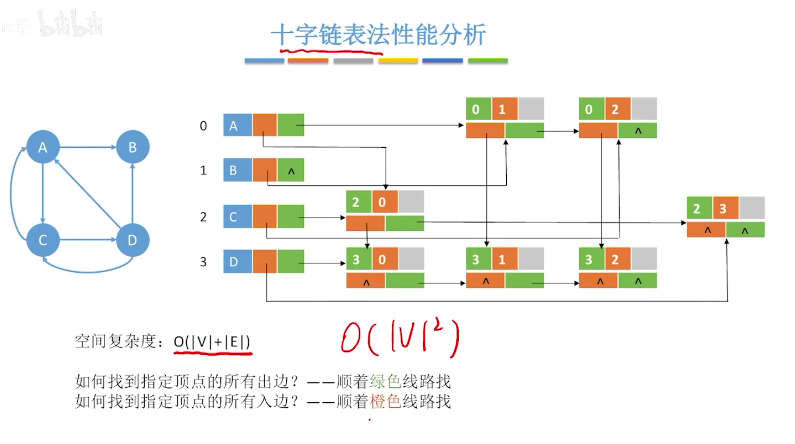 bilibili
十字链表法性能分析
0 1
0 2
0 A
1 B ^
^
A B
2 0
2 C
2 3
^ ^
C D
3 D
3 0
3 1
3 2
^
^
^ ^
空间复杂度：O(|V|+|E|)
O(|V|²)
如何找到指定顶点的所有出边？——顺着绿色线路找
如何找到指定顶点的所有入边？——顺着橙色线路找